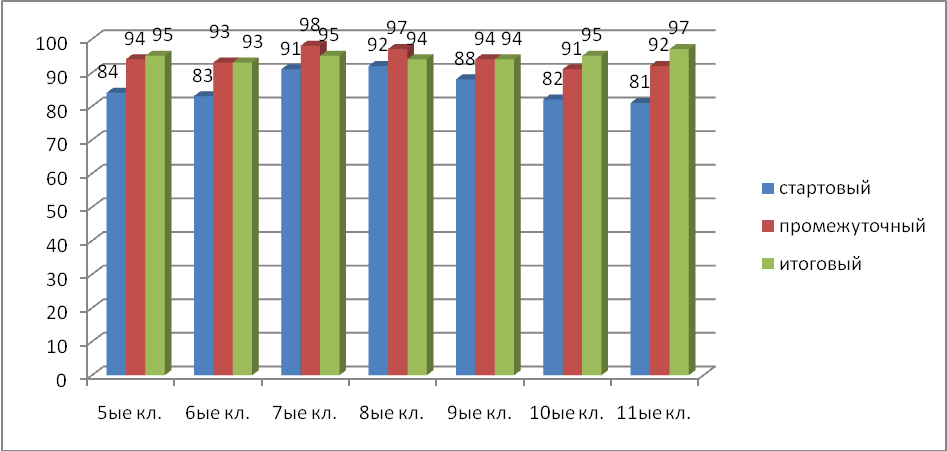 98
94 95 93 93 91 95 92 97 94 88 94 94 91 95 92 97
84 83 82 81
100
90
80
70
60
50
40
30
20
10
0
5ые кл. 6ые кл. 7ые кл. 8ые кл. 9ые кл. 10ые кл. 11ые кл.
стартовый
промежуточный
итоговый